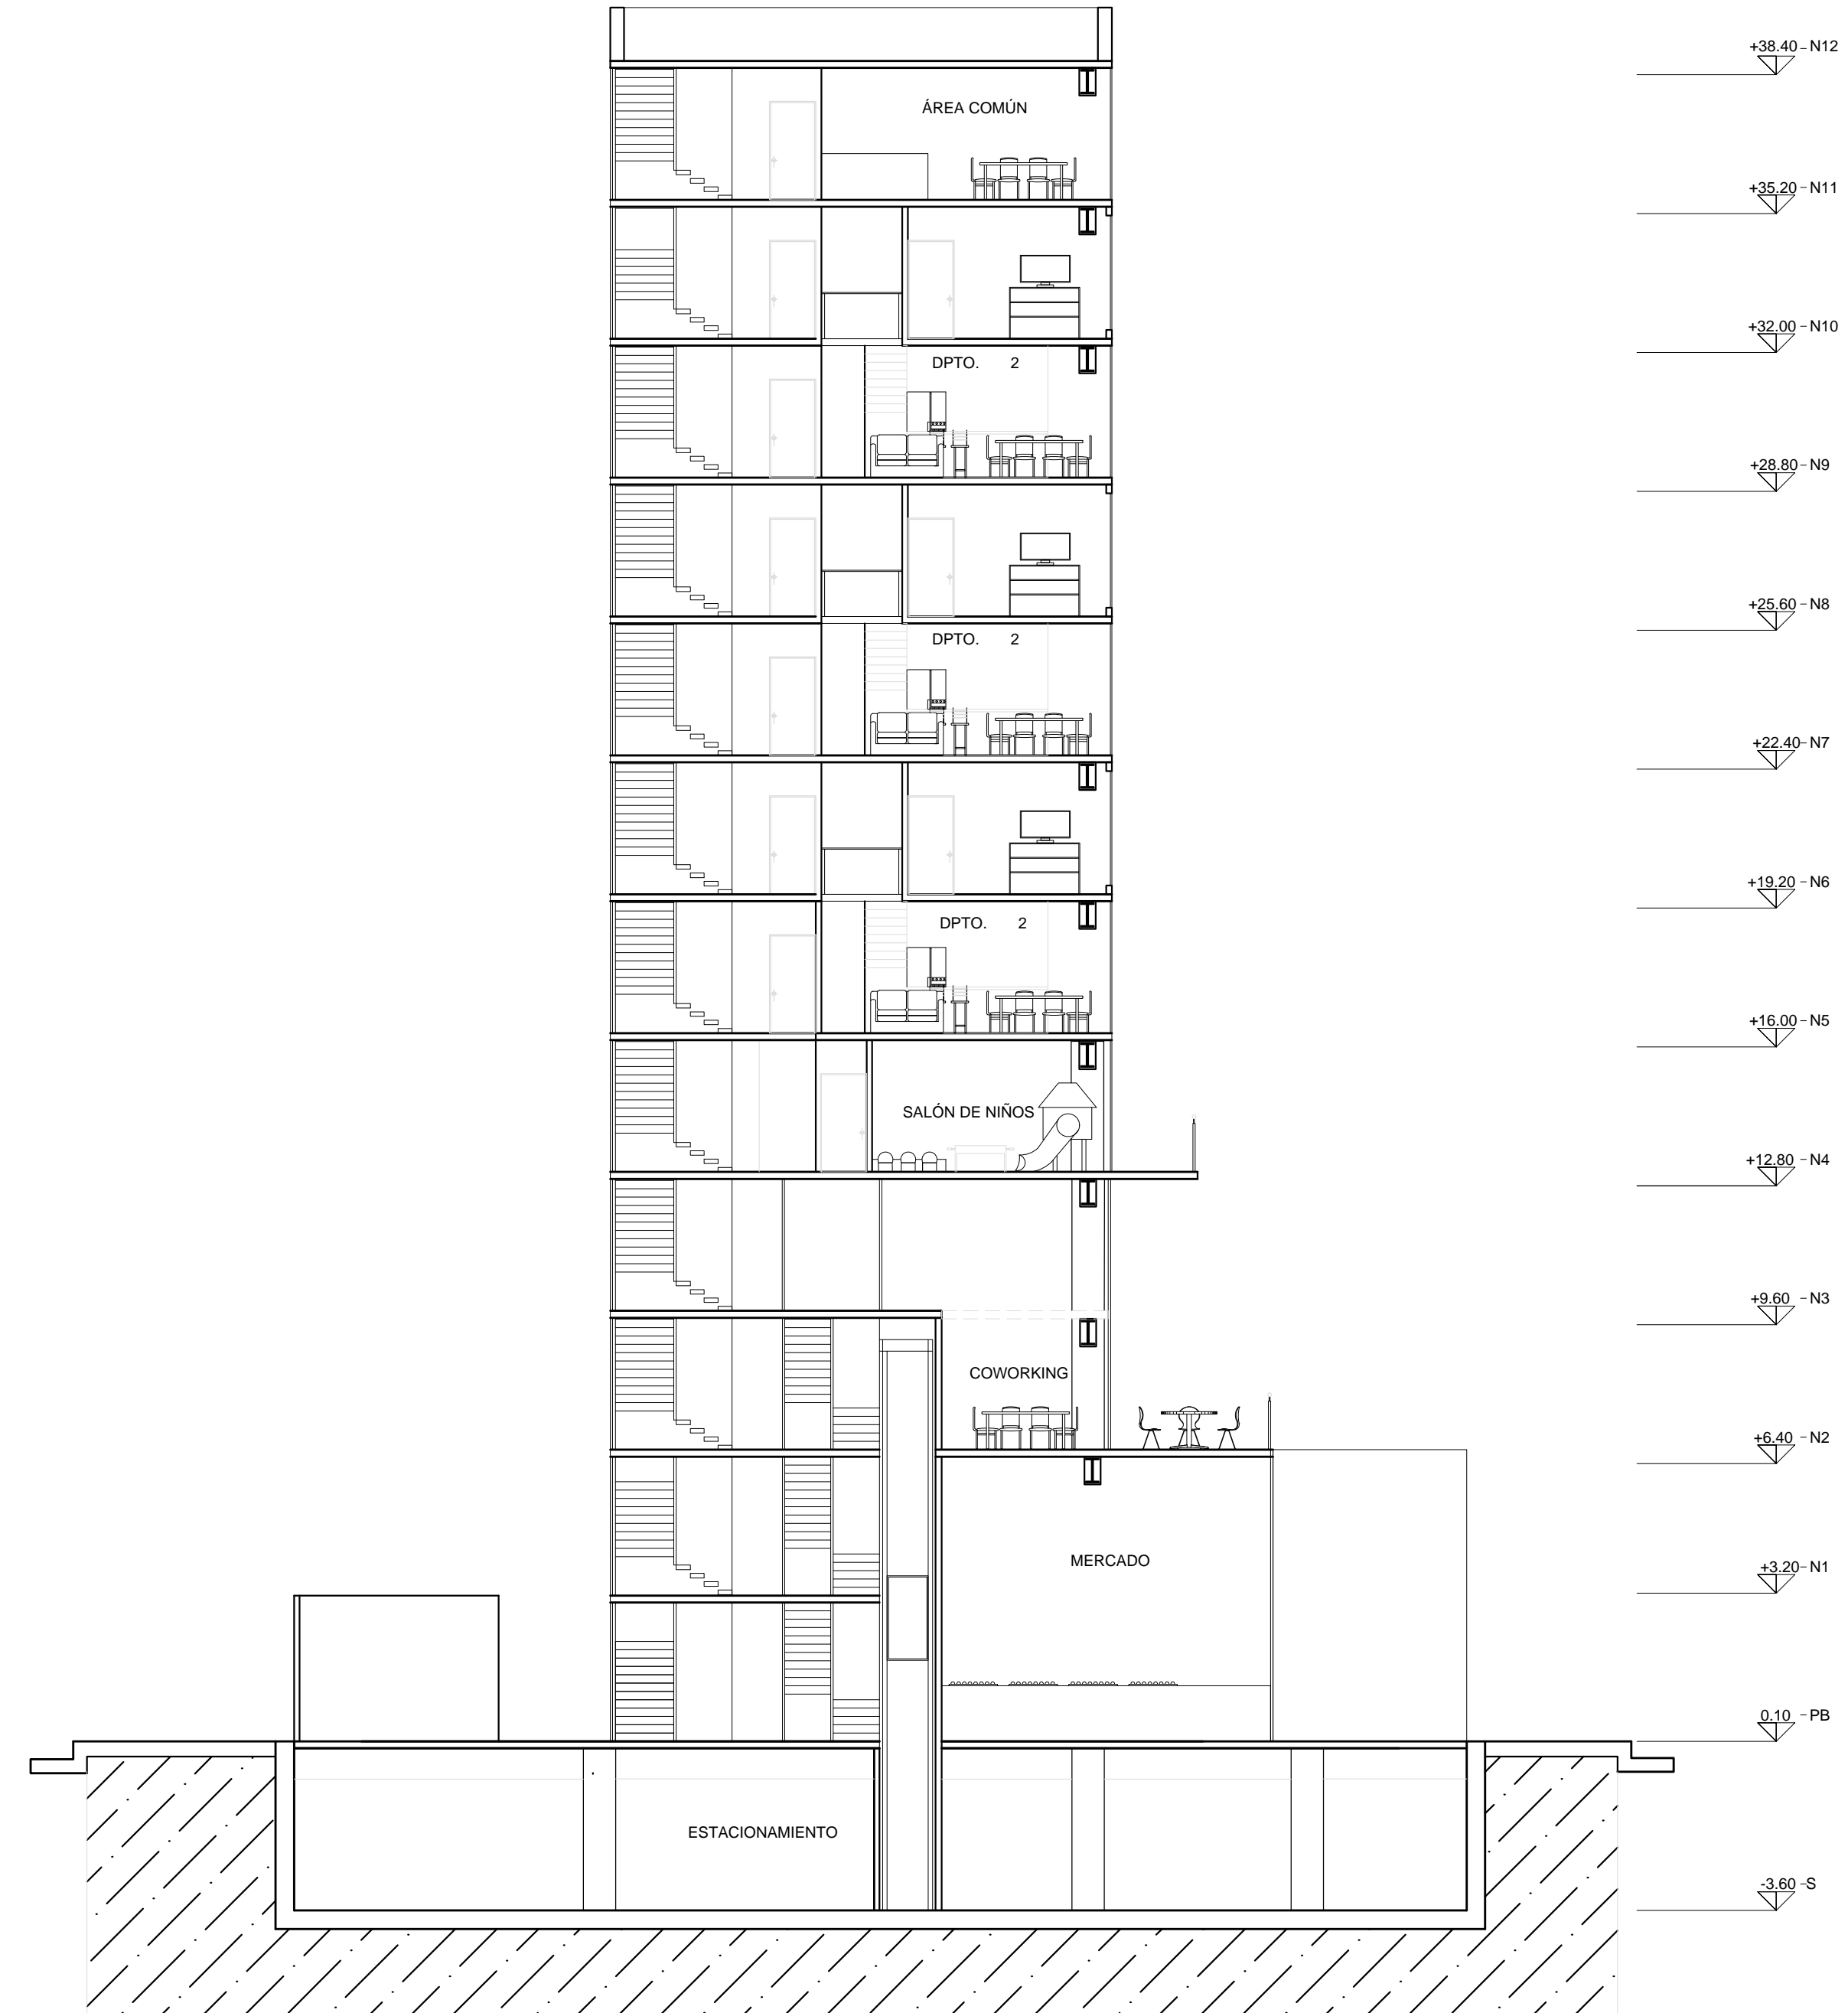 +38.40 – N12
ÁREA COMÚN
+35.20 – N11
+32.00 – N10
DPTO. 2
+28.80 – N9
+25.60 – N8
DPTO. 2
+22.40 – N7
+19.20 – N6
DPTO. 2
+16.00 – N5
SALÓN DE NIÑOS
+12.80 – N4
+9.60 – N3
COWORKING
+6.40 – N2
MERCADO
+3.20 – N1
0.10 – PB
ESTACIONAMIENTO
-3.60 – S